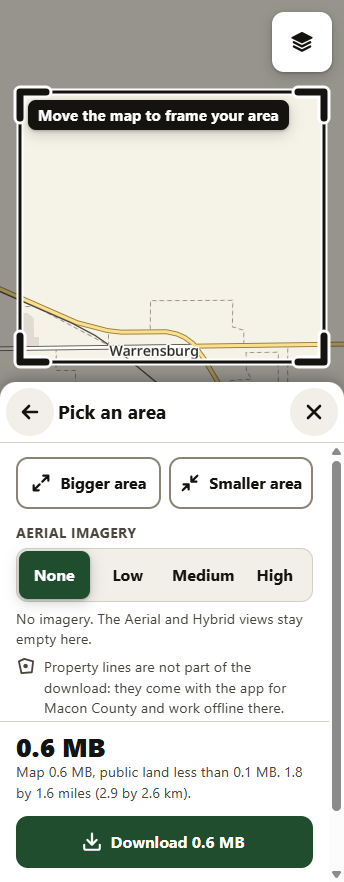 Move the map to frame your area
Warrensburg
Pick an area
Bigger area
Smaller area
AERIAL IMAGERY
None
Low
Medium
High
No imagery. The Aerial and Hybrid views stay
empty here.
Property lines are not part of the
download: they come with the app for
Macon County and work offline there.
0.6 MB
Map 0.6 MB, public land less than 0.1 MB. 1.8
by 1.6 miles (2.9 by 2.6 km).
Download 0.6 MB